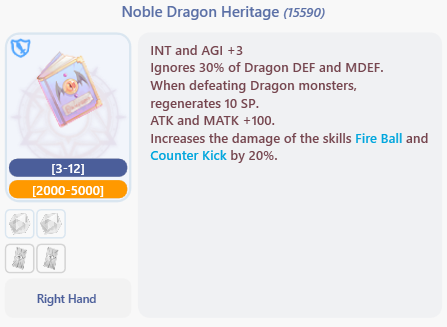 Noble Dragon Heritage (15590)
INT and AGI +3
Ignores 30% of Dragon DEF and MDEF.
When defeating Dragon monsters,
regenerates 10 SP.
ATK and MATK +100.
Increases the damage of the skills Fire Ball and
Counter Kick by 20%.
[3-12]
[2000-5000]
Right Hand